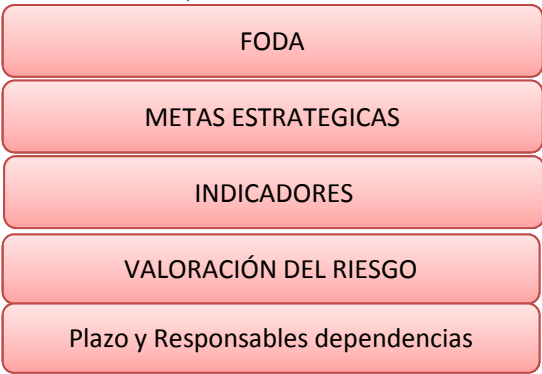 FODA
METAS ESTRATEGICAS
INDICADORES
VALORACIÓN DEL RIESGO
Plazo y Responsables dependencias